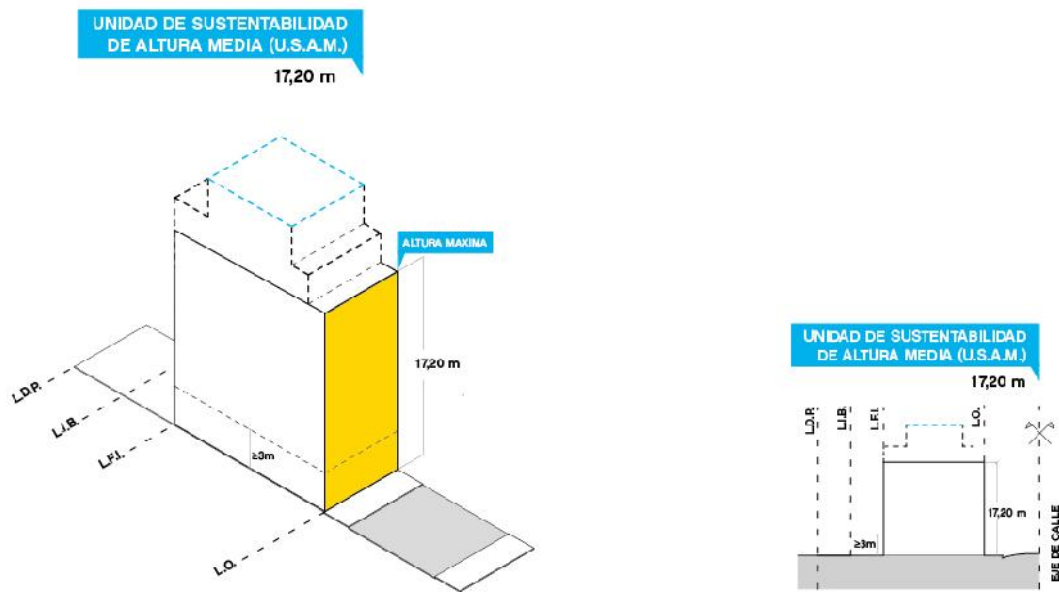 UNIDAD DE SUSTENTABILIDAD
DE ALTURA MEDIA (U.S.A.M.)
17,20 m
ALTURA MAXIMA
17,20 m
L.D.P.
L.I.B.
L.F.I.
≥3m
L.O.
UNIDAD DE SUSTENTABILIDAD
DE ALTURA MEDIA (U.S.A.M.)
17,20 m
L.D.P.
L.I.B.
L.F.I.
L.O.
17,20 m
≥3m
EJE DE CALLE